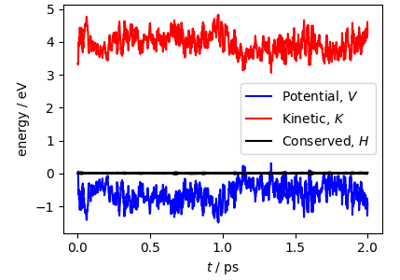 5
4
3
2
1
0
−1
energy / eV
Potential, V
Kinetic, K
Conserved, H
0.0 0.5 1.0 1.5 2.0
t / ps